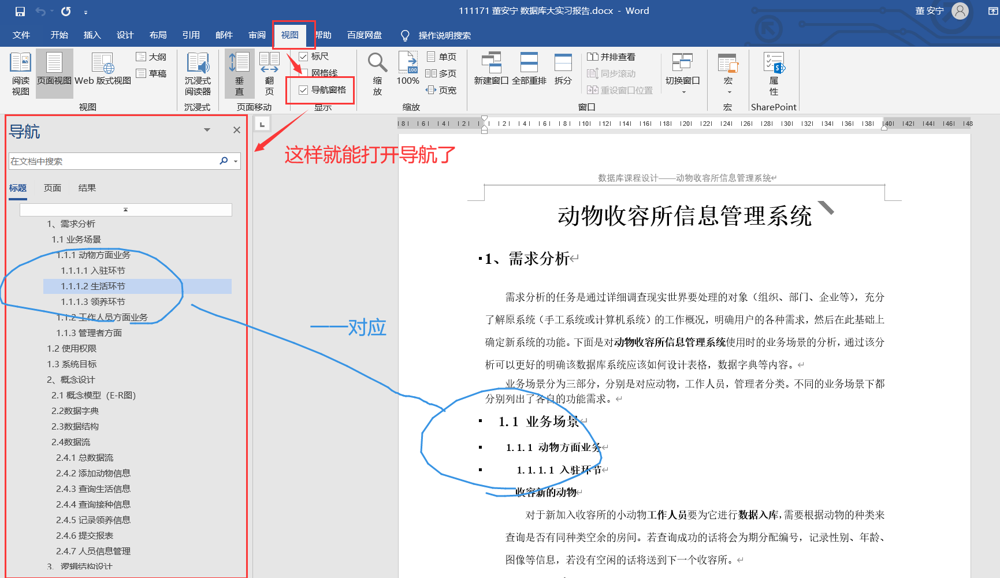 111171 董安宁 数据库大实习报告.docx - Word
董 安宁
文件 开始 插入 设计 布局 引用 邮件 审阅 视图 帮助 百度网盘 操作说明搜索
阅读视图
页面视图
Web 版式视图
大纲
草稿
视图
沉浸式阅读器
沉浸式
垂直
翻页
页面移动
标尺
网格线
导航窗格
显示
缩放
100
100%
单页
多页
页宽
缩放
新建窗口
全部重排
拆分
并排查看
同步滚动
重设窗口位置
切换窗口
窗口
宏
宏
属性
SharePoint
导航
在文档中搜索
标题 页面 结果
1、需求分析
1.1 业务场景
1.1.1 动物方面业务
1.1.1.1 入驻环节
1.1.1.2 生活环节
1.1.1.3 领养环节
1.1.2 工作人员方面业务
1.1.3 管理者方面
1.2 使用权限
1.3 系统目标
2、概念设计
2.1 概念模型（E-R图）
2.2数据字典
2.3数据结构
2.4数据流
2.4.1 总数据流
2.4.2 添加动物信息
2.4.3 查询生活信息
2.4.4 查询接种信息
2.4.5 记录领养信息
2.4.6 提交报表
2.4.7 人员信息管理
3、逻辑结构设计
这样就能打开导航了
一一对应
8 6 4 2 2 4 6 8 10 12 14 16 18 20 22 24 26 28 30 32 34 36 38 40 42 44 46 48
数据库课程设计——动物收容所信息管理系统
动物收容所信息管理系统
1、需求分析
需求分析的任务是通过详细调查现实世界要处理的对象（组织、部门、企业等），充分
了解原系统（手工系统或计算机系统）的工作概况，明确用户的各种需求，然后在此基础上
确定新系统的功能。下面是对动物收容所信息管理系统使用时的业务场景的分析，通过该分
析可以更好的明确该数据库系统应该如何设计表格，数据字典等内容。
业务场景分为三部分，分别是对应动物，工作人员，管理者分类。不同的业务场景下都
分别列出了各自的功能需求。
1.1 业务场景
1.1.1 动物方面业务
1.1.1.1 入驻环节
收容新的动物
对于新加入收容所的小动物工作人员要为它进行数据入库,需要根据动物的种类来
查询是否有同种类空余的房间。若查询成功的话将会为期分配编号，记录性别、年龄、
图像等信息，若没有空闲的话将送到下一个收容所。